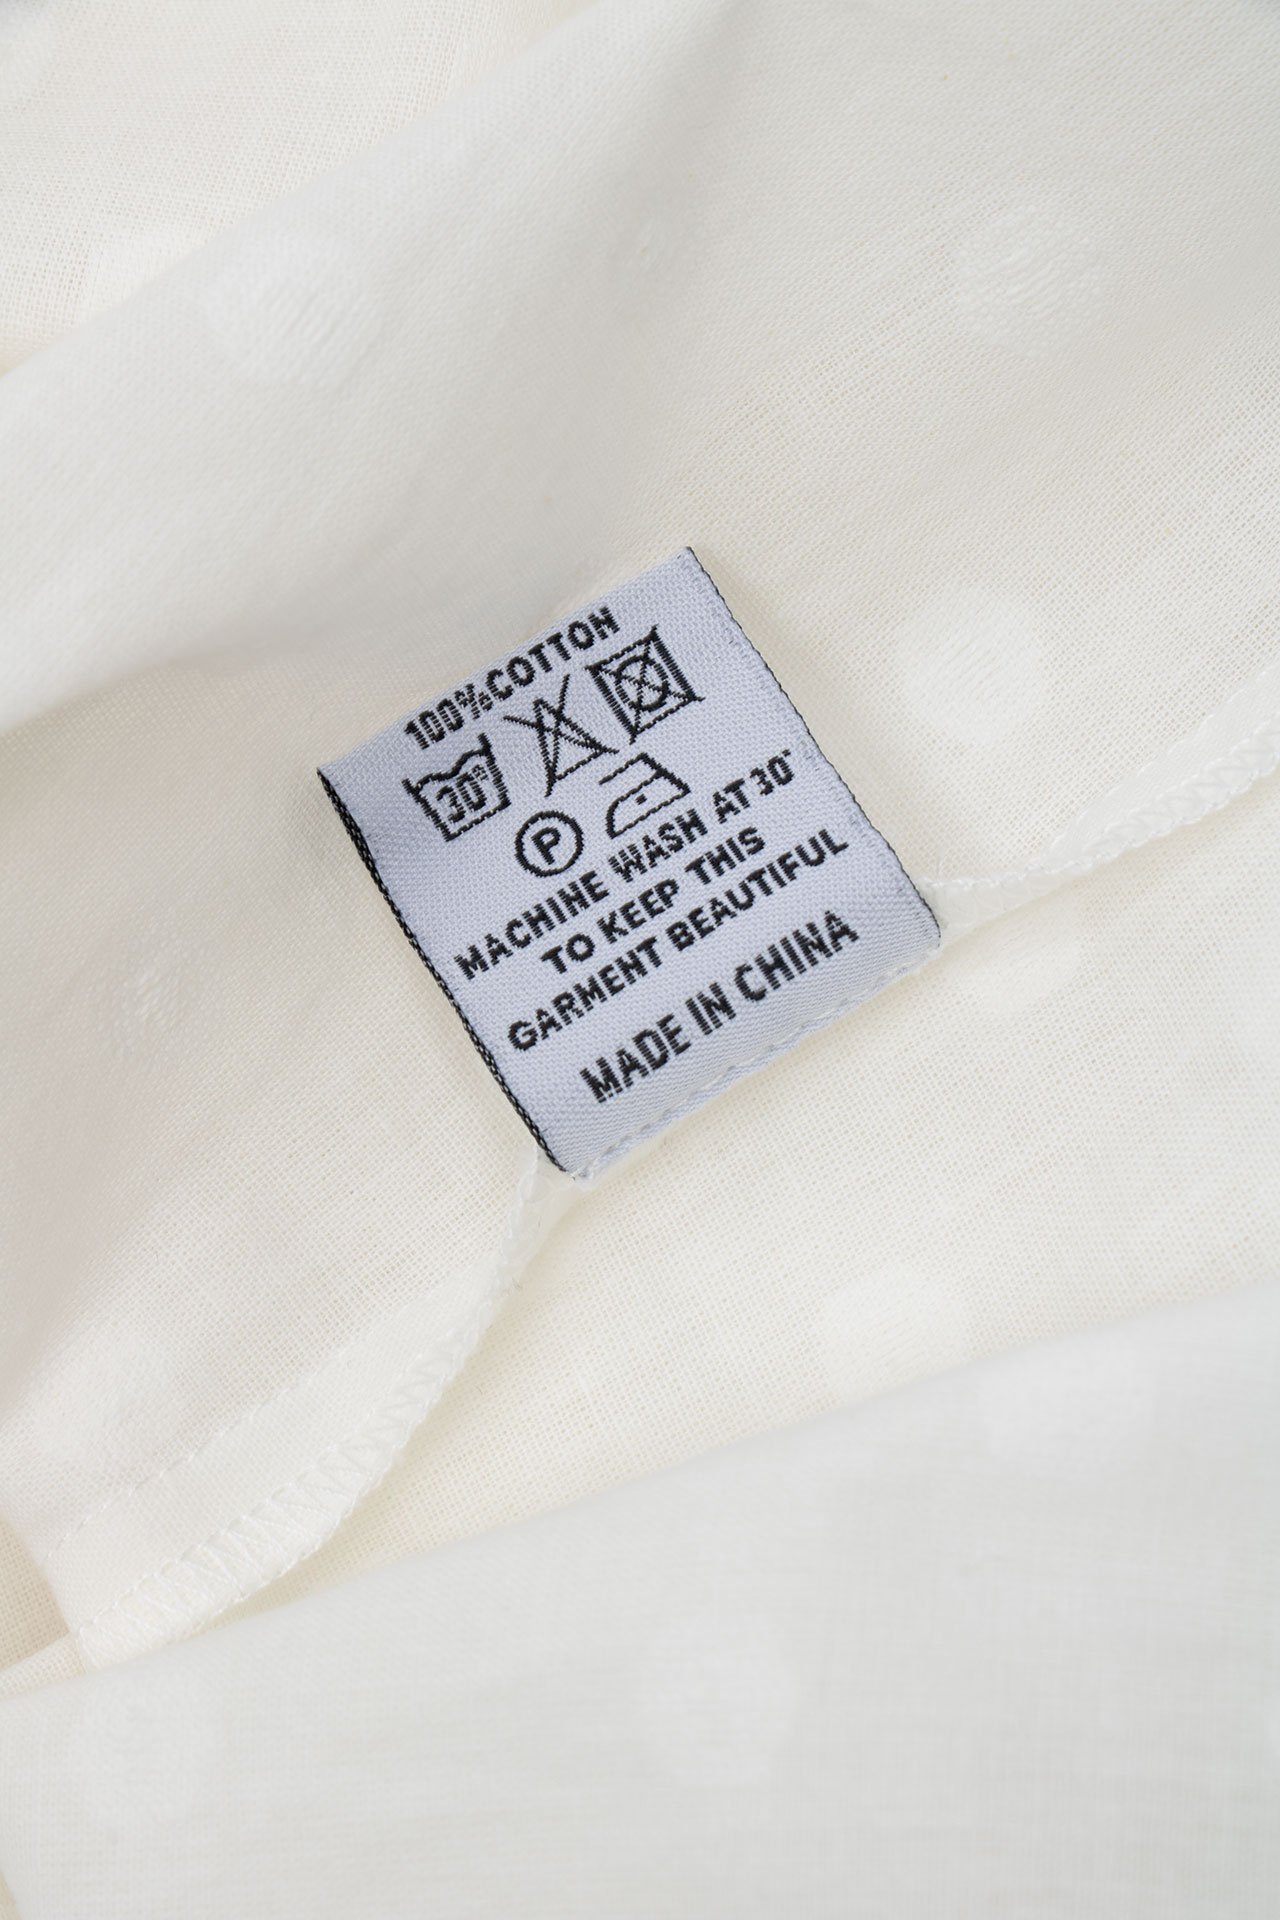 100%COTTON
30°
P
MACHINE WASH AT 30°
TO KEEP THIS
GARMENT BEAUTIFUL
MADE IN CHINA